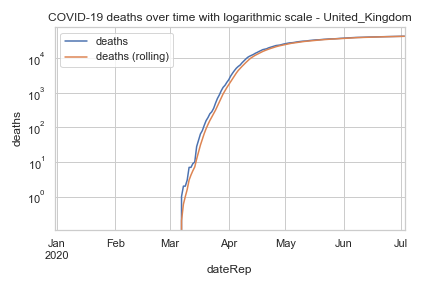 COVID-19 deaths over time with logarithmic scale - United_Kingdom
deaths
deaths (rolling)
10⁴
10³
10²
10¹
10⁰
deaths
Jan Feb Mar Apr May Jun Jul
2020
dateRep